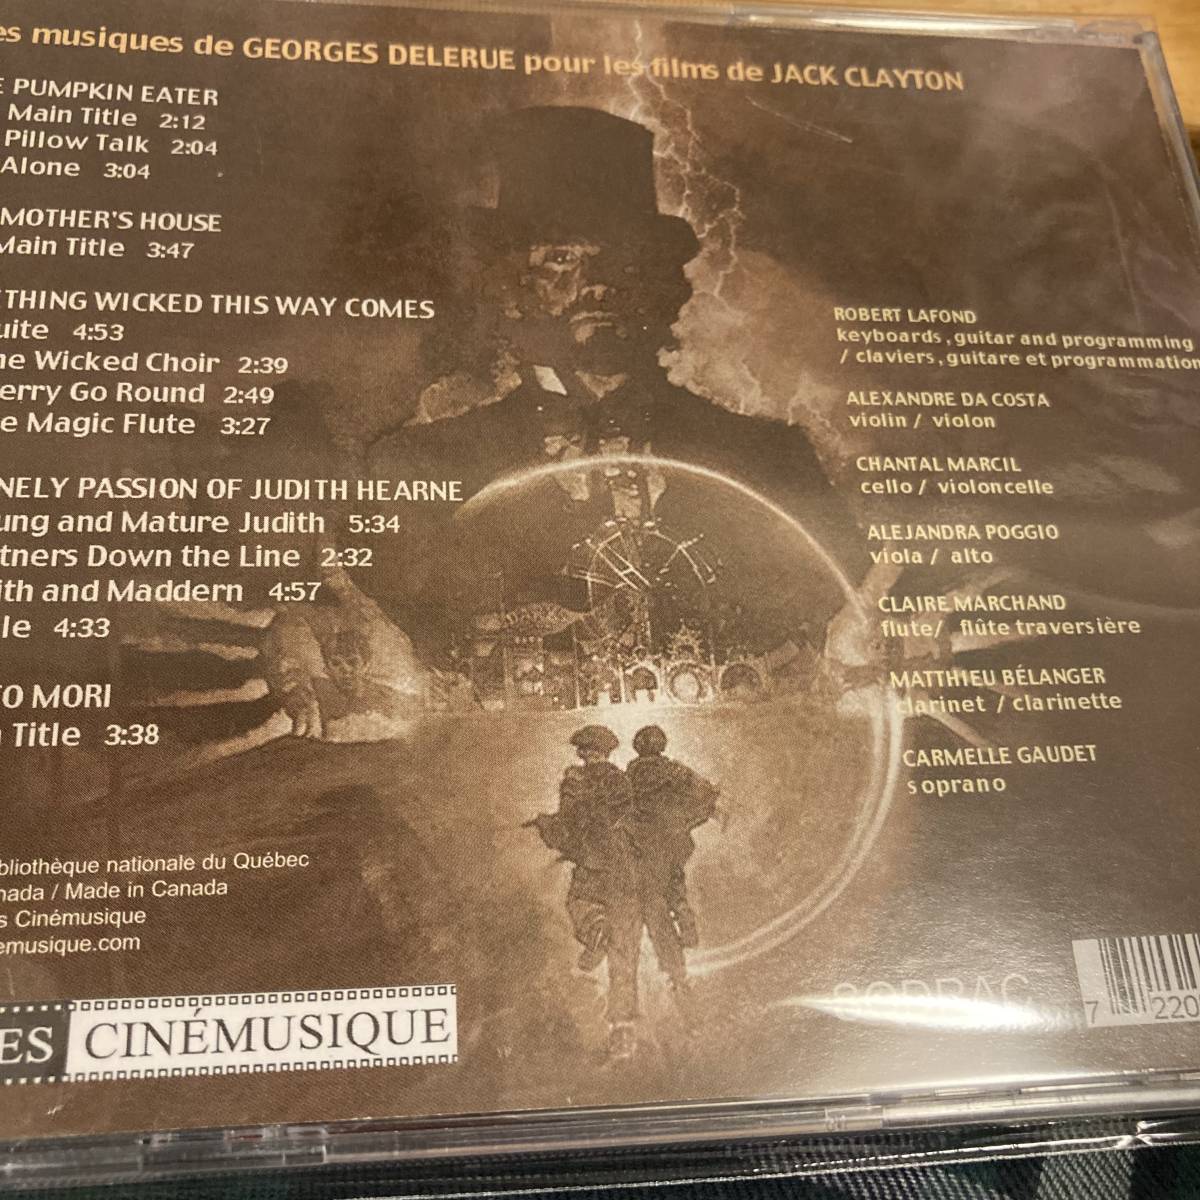 es musiques de GEORGES DELERUE pour les films de JACK CLAYTON
E PUMPKIN EATER
Main Title 2:12
Pillow Talk 2:04
Alone 3:04
MOTHER'S HOUSE
Main Title 3:47
THING WICKED THIS WAY COMES
uite 4:53
he Wicked Choir 2:39
erry Go Round 2:49
e Magic Flute 3:27
NELY PASSION OF JUDITH HEARNE
ung and Mature Judith 5:34
tners Down the Line 2:32
ith and Maddern 4:57
le 4:33
TO MORI
Title 3:38
ROBERT LAFOND
keyboards, guitar and programming
/ claviers, guitare et programmation
ALEXANDRE DA COSTA
violin / violon
CHANTAL MARCIL
cello / violoncelle
ALEJANDRA POGGIO
viola / alto
CLAIRE MARCHAND
flute/ flûte traversière
MATTHIEU BÉLANGER
clarinet / clarinette
CARMELLE GAUDET
soprano
bliothèque nationale du Québec
nada / Made in Canada
s Cinémusique
emusique.com
ES CINÉMUSIQUE
SODRAC
7 220